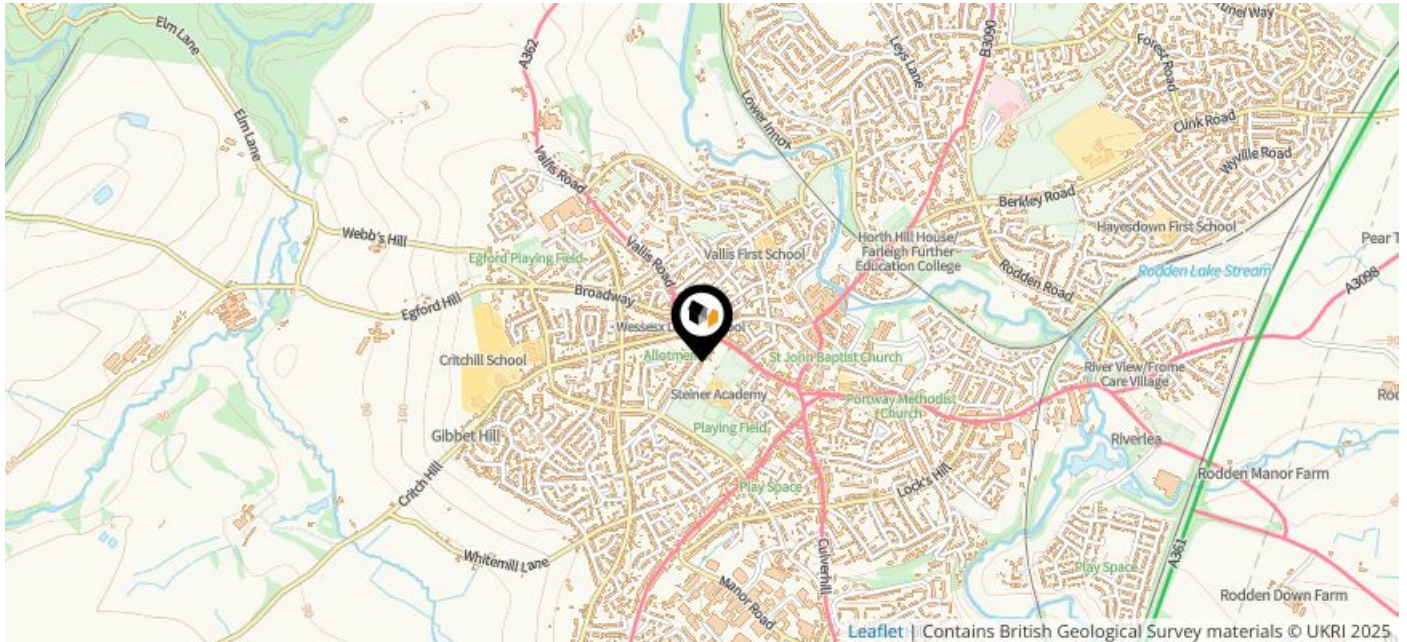 Elm Lane
A362
Leys Lane
B3090
Forest Road
Lower Innox
Clink Road
Elm Lane
Vallis Road
Wyville Road
Berkley Road
Webb's Hill
Vallis Road
Vallis First School
Horth Hill House/
Farleigh Further
Education College
Hayesdown First School
Egford Playing Field
Rodden Road
Rodden Lake Stream
A3098
Broadway
Egford Hill
Critchill School
St John Baptist Church
Steiner Academy
River View/Frome
Care Village
Portway Methodist
Church
Playing Field
Gibbet Hill
Riverlea
Critch Hill
Lock's Hill
Rodden Manor Farm
Play Space
Whitemill Lane
Culverhill
A361
Play Space
Manor Road
Rodden Down Farm
Leaflet | Contains British Geological Survey materials © UKRI 2025